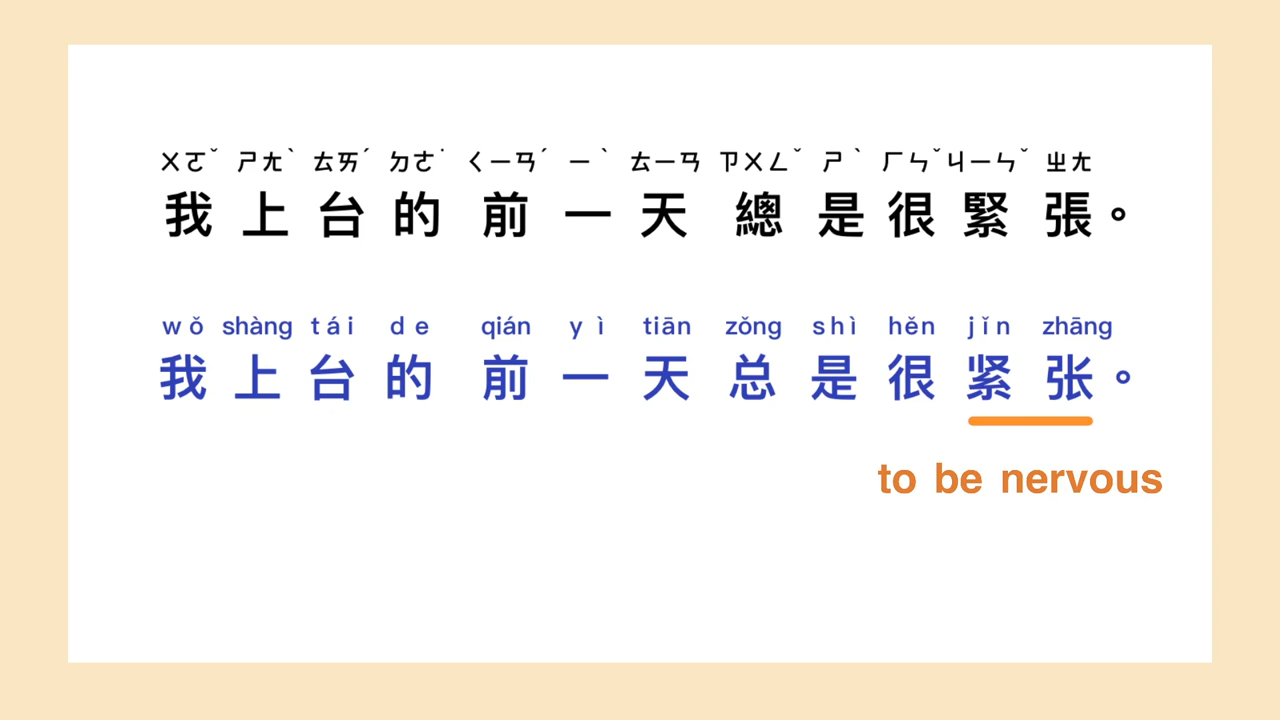 ㄨㄛˇ ㄕㄤˋ ㄊㄞˊ ㄉㄜ˙ ㄑㄧㄢˊ ㄧˋ ㄊㄧㄢ ㄗㄨㄥˇ ㄕˋ ㄏㄣˇ ㄐㄧㄣˇ ㄓㄤ
我上台的前一天總是很緊張。
wǒ shàng tái de qián yì tiān zǒng shì hěn jǐn zhāng
我上台的前一天总是很紧张。
to be nervous